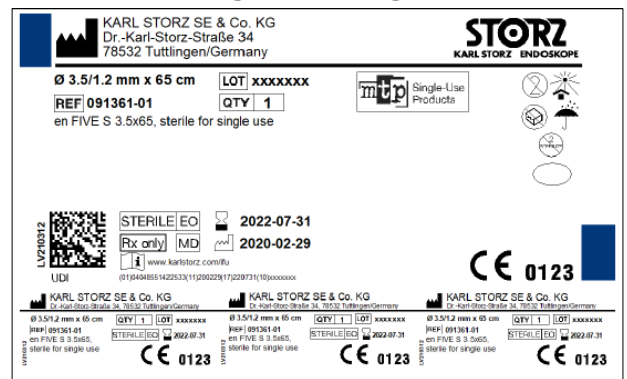 KARL STORZ SE & Co. KG
Dr.-Karl-Storz-Straße 34
78532 Tuttlingen/Germany
STORZ
KARL STORZ ENDOSKOPE
Ø 3.5/1.2 mm x 65 cm
LOT xxxxxxx
REF 091361-01
QTY 1
en FIVE S 3.5x65, sterile for single use
mtp Single-Use Products
2
2
LV210312
STERILE EO 2022-07-31
Rx only MD 2020-02-29
i www.karlstorz.com/ifu
UDI
(01)04048551422533(11)200229(17)220731(10)xxxxxxx
CE 0123
KARL STORZ SE & Co. KG
Dr.-Karl-Storz-Straße 34, 78532 Tuttlingen/Germany
Ø 3.5/1.2 mm x 65 cm QTY 1 LOT xxxxxxx
REF 091361-01
en FIVE S 3.5x65, STERILE EO 2022-07-31
sterile for single use
LV210312
CE 0123
KARL STORZ SE & Co. KG
Dr.-Karl-Storz-Straße 34, 78532 Tuttlingen/Germany
Ø 3.5/1.2 mm x 65 cm QTY 1 LOT xxxxxxx
REF 091361-01
en FIVE S 3.5x65, STERILE EO 2022-07-31
sterile for single use
LV210312
CE 0123
KARL STORZ SE & Co. KG
Dr.-Karl-Storz-Straße 34, 78532 Tuttlingen/Germany
Ø 3.5/1.2 mm x 65 cm QTY 1 LOT xxxxxxx
REF 091361-01
en FIVE S 3.5x65, STERILE EO 2022-07-31
sterile for single use
LV210312
CE 0123